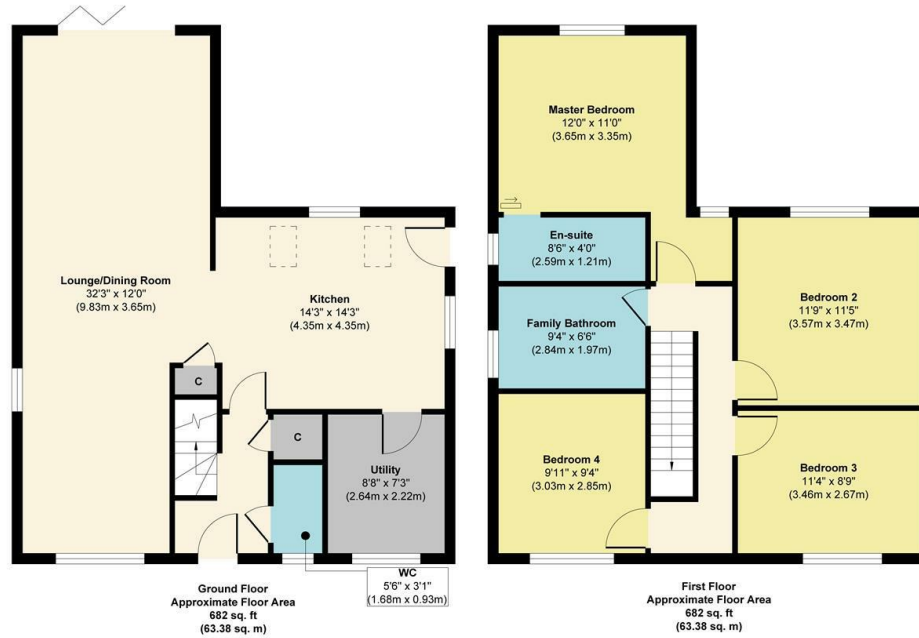 Lounge/Dining Room
32'3" x 12'0"
(9.83m x 3.65m)
Kitchen
14'3" x 14'3"
(4.35m x 4.35m)
C
C
Utility
8'8" x 7'3"
(2.64m x 2.22m)
WC
5'6" x 3'1"
(1.68m x 0.93m)
Ground Floor
Approximate Floor Area
682 sq. ft
(63.38 sq. m)
Master Bedroom
12'0" x 11'0"
(3.65m x 3.35m)
En-suite
8'6" x 4'0"
(2.59m x 1.21m)
Family Bathroom
9'4" x 6'6"
(2.84m x 1.97m)
Bedroom 2
11'9" x 11'5"
(3.57m x 3.47m)
Bedroom 4
9'11" x 9'4"
(3.03m x 2.85m)
Bedroom 3
11'4" x 8'9"
(3.46m x 2.67m)
First Floor
Approximate Floor Area
682 sq. ft
(63.38 sq. m)